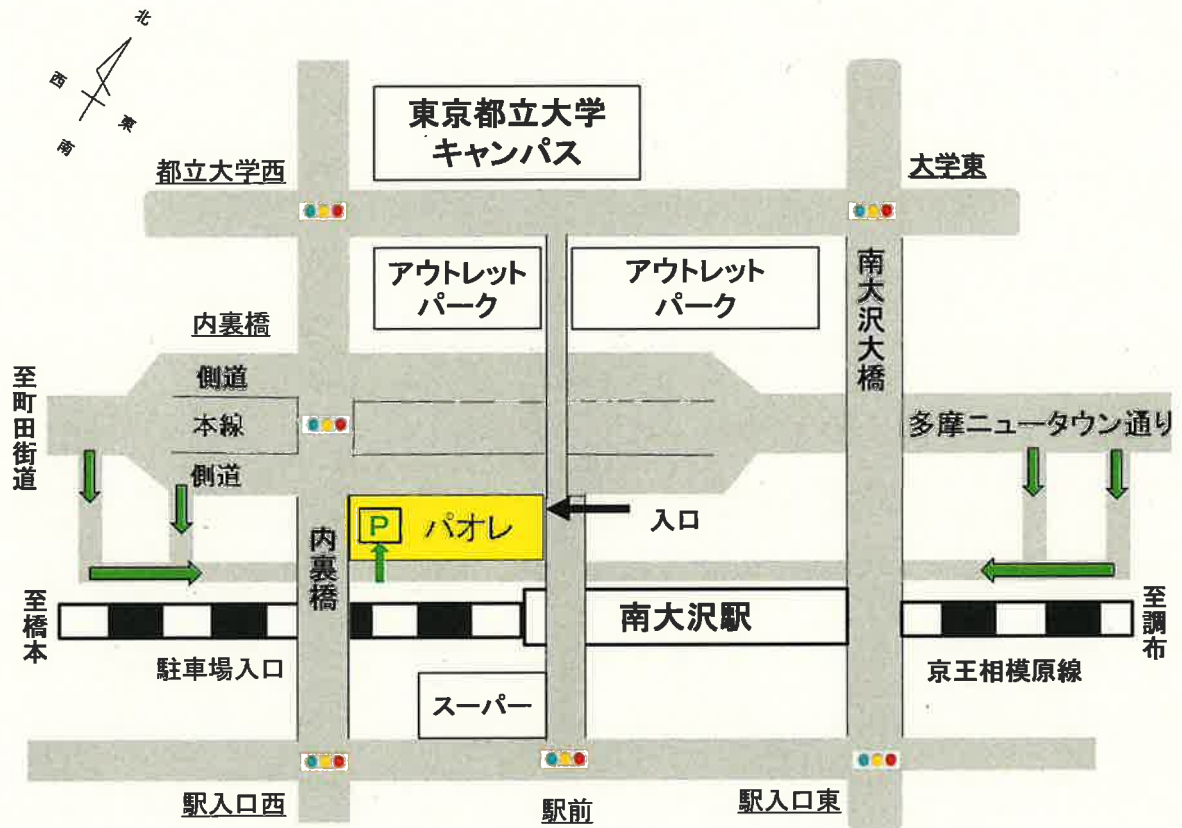 北
西
東
南
東京都立大学
キャンパス
都立大学西
大学東
アウトレット
パーク
アウトレット
パーク
南大沢大橋
内裏橋
側道
至町田街道
本線
多摩ニュータウン通り
側道
P
パオレ
入口
内裏橋
至橋本
南大沢駅
至調布
駐車場入口
京王相模原線
スーパー
駅入口西
駅前
駅入口東